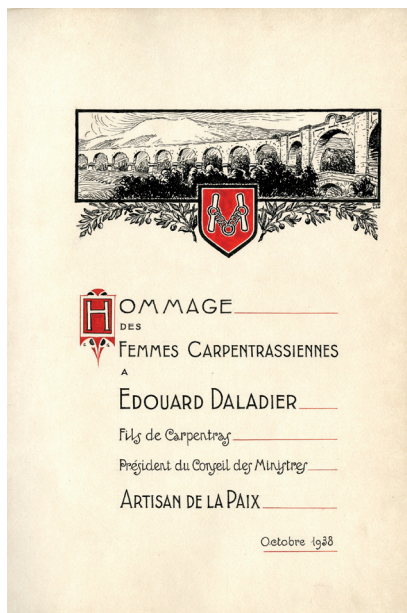 HOMMAGE
DES
FEMMES CARPENTRASSIENNES
A
EDOUARD DALADIER
Fils de Carpentras
Président du Conseil des Ministres
ARTISAN DE LA PAIX
Octobre 1938